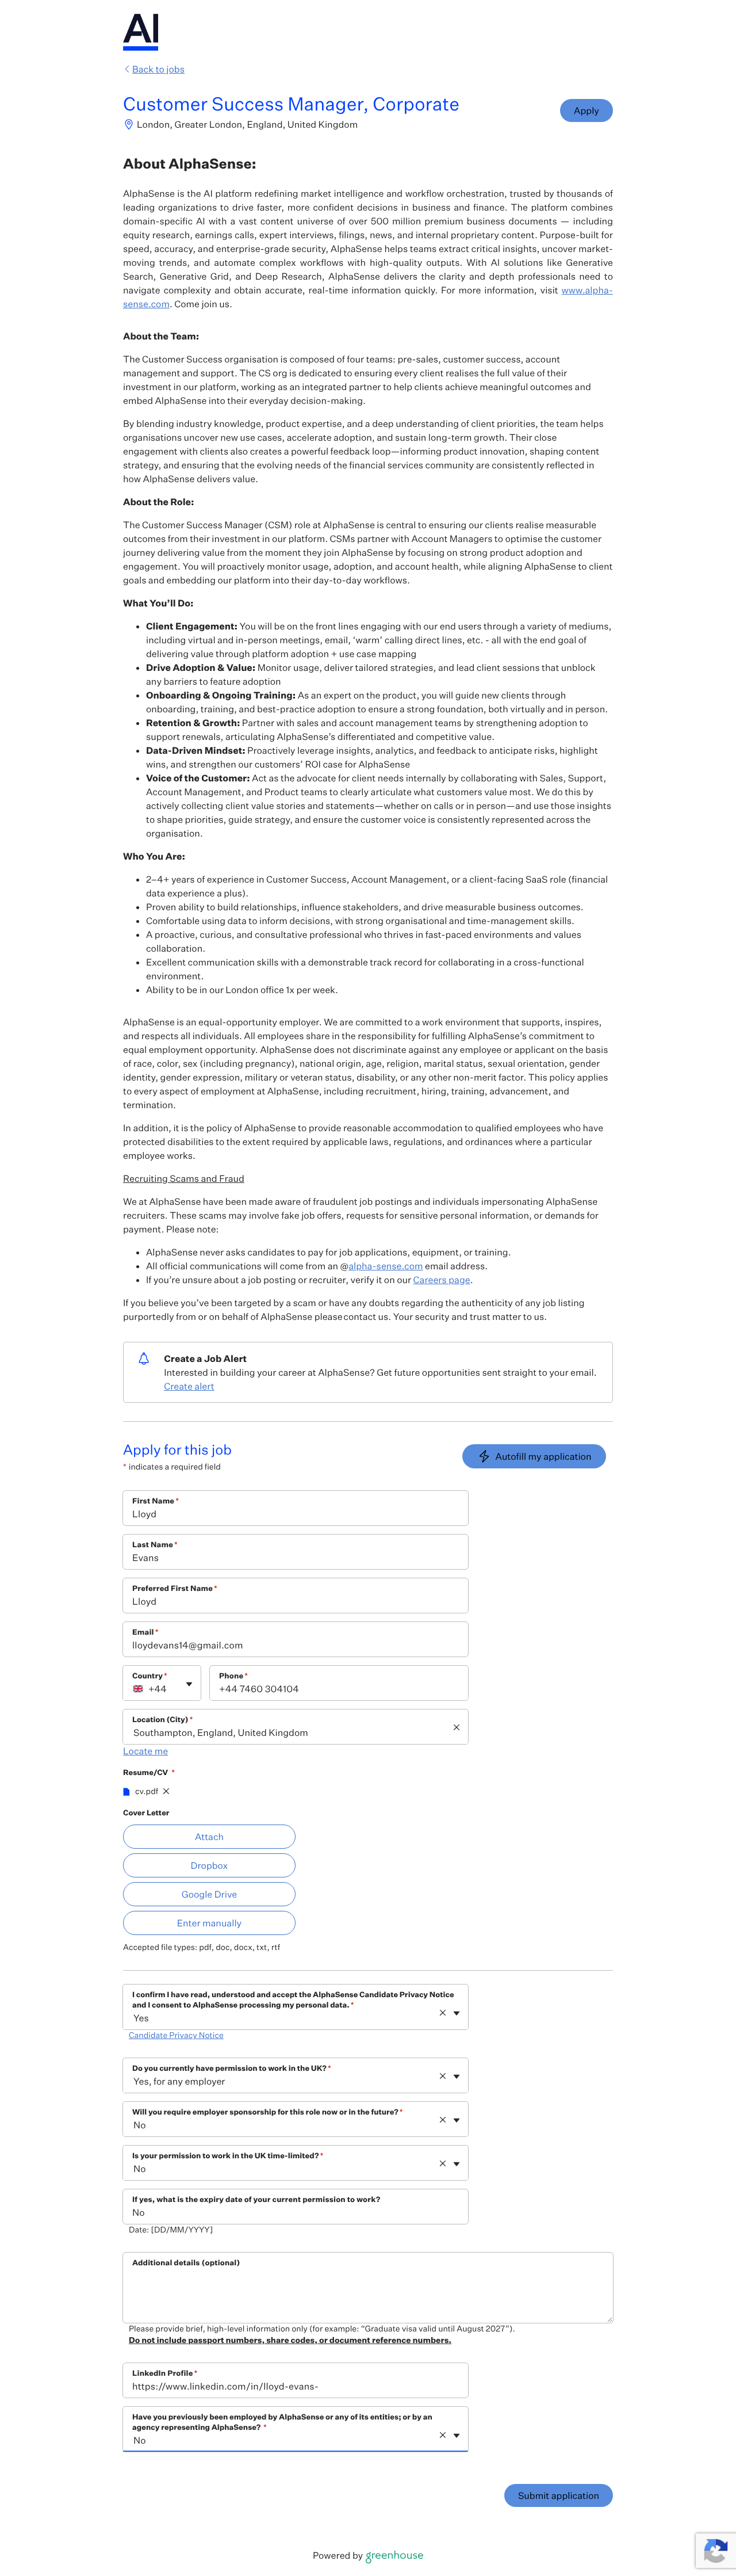 AI
Back to jobs
Customer Success Manager, Corporate
London, Greater London, England, United Kingdom
Apply
About AlphaSense:
AlphaSense is the AI platform redefining market intelligence and workflow orchestration, trusted by thousands of
leading organizations to drive faster, more confident decisions in business and finance. The platform combines
domain-specific AI with a vast content universe of over 500 million premium business documents — including
equity research, earnings calls, expert interviews, filings, news, and internal proprietary content. Purpose-built for
speed, accuracy, and enterprise-grade security, AlphaSense helps teams extract critical insights, uncover market-
moving trends, and automate complex workflows with high-quality outputs. With AI solutions like Generative
Search, Generative Grid, and Deep Research, AlphaSense delivers the clarity and depth professionals need to
navigate complexity and obtain accurate, real-time information quickly. For more information, visit www.alpha-
sense.com. Come join us.
About the Team:
The Customer Success organisation is composed of four teams: pre-sales, customer success, account
management and support. The CS org is dedicated to ensuring every client realises the full value of their
investment in our platform, working as an integrated partner to help clients achieve meaningful outcomes and
embed AlphaSense into their everyday decision-making.
By blending industry knowledge, product expertise, and a deep understanding of client priorities, the team helps
organisations uncover new use cases, accelerate adoption, and sustain long-term growth. Their close
engagement with clients also creates a powerful feedback loop—informing product innovation, shaping content
strategy, and ensuring that the evolving needs of the financial services community are consistently reflected in
how AlphaSense delivers value.
About the Role:
The Customer Success Manager (CSM) role at AlphaSense is central to ensuring our clients realise measurable
outcomes from their investment in our platform. CSMs partner with Account Managers to optimise the customer
journey delivering value from the moment they join AlphaSense by focusing on strong product adoption and
engagement. You will proactively monitor usage, adoption, and account health, while aligning AlphaSense to client
goals and embedding our platform into their day-to-day workflows.
What You'll Do:
• Client Engagement: You will be on the front lines engaging with our end users through a variety of mediums,
including virtual and in-person meetings, email, 'warm' calling direct lines, etc. - all with the end goal of
delivering value through platform adoption + use case mapping
• Drive Adoption & Value: Monitor usage, deliver tailored strategies, and lead client sessions that unblock
any barriers to feature adoption
• Onboarding & Ongoing Training: As an expert on the product, you will guide new clients through
onboarding, training, and best-practice adoption to ensure a strong foundation, both virtually and in person.
• Retention & Growth: Partner with sales and account management teams by strengthening adoption to
support renewals, articulating AlphaSense's differentiated and competitive value.
• Data-Driven Mindset: Proactively leverage insights, analytics, and feedback to anticipate risks, highlight
wins, and strengthen our customers' ROI case for AlphaSense
• Voice of the Customer: Act as the advocate for client needs internally by collaborating with Sales, Support,
Account Management, and Product teams to clearly articulate what customers value most. We do this by
actively collecting client value stories and statements—whether on calls or in person—and use those insights
to shape priorities, guide strategy, and ensure the customer voice is consistently represented across the
organisation.
Who You Are:
• 2–4+ years of experience in Customer Success, Account Management, or a client-facing SaaS role (financial
data experience a plus).
• Proven ability to build relationships, influence stakeholders, and drive measurable business outcomes.
• Comfortable using data to inform decisions, with strong organisational and time-management skills.
• A proactive, curious, and consultative professional who thrives in fast-paced environments and values
collaboration.
• Excellent communication skills with a demonstrable track record for collaborating in a cross-functional
environment.
• Ability to be in our London office 1x per week.
AlphaSense is an equal-opportunity employer. We are committed to a work environment that supports, inspires,
and respects all individuals. All employees share in the responsibility for fulfilling AlphaSense's commitment to
equal employment opportunity. AlphaSense does not discriminate against any employee or applicant on the basis
of race, color, sex (including pregnancy), national origin, age, religion, marital status, sexual orientation, gender
identity, gender expression, military or veteran status, disability, or any other non-merit factor. This policy applies
to every aspect of employment at AlphaSense, including recruitment, hiring, training, advancement, and
termination.
In addition, it is the policy of AlphaSense to provide reasonable accommodation to qualified employees who have
protected disabilities to the extent required by applicable laws, regulations, and ordinances where a particular
employee works.
Recruiting Scams and Fraud
We at AlphaSense have been made aware of fraudulent job postings and individuals impersonating AlphaSense
recruiters. These scams may involve fake job offers, requests for sensitive personal information, or demands for
payment. Please note:
• AlphaSense never asks candidates to pay for job applications, equipment, or training.
• All official communications will come from an @alpha-sense.com email address.
• If you're unsure about a job posting or recruiter, verify it on our Careers page.
If you believe you've been targeted by a scam or have any doubts regarding the authenticity of any job listing
purportedly from or on behalf of AlphaSense please contact us. Your security and trust matter to us.
Create a Job Alert
Interested in building your career at AlphaSense? Get future opportunities sent straight to your email.
Create alert
Apply for this job
* indicates a required field
Autofill my application
First Name *
Lloyd
Last Name *
Evans
Preferred First Name *
Lloyd
Email *
lloydevans14@gmail.com
Country *
+44
Phone *
+44 7460 304104
Location (City) *
Southampton, England, United Kingdom
Locate me
Resume/CV *
cv.pdf
Cover Letter
Attach
Dropbox
Google Drive
Enter manually
Accepted file types: pdf, doc, docx, txt, rtf
I confirm I have read, understood and accept the AlphaSense Candidate Privacy Notice
and I consent to AlphaSense processing my personal data. *
Yes
Candidate Privacy Notice
Do you currently have permission to work in the UK? *
Yes, for any employer
Will you require employer sponsorship for this role now or in the future? *
No
Is your permission to work in the UK time-limited? *
No
If yes, what is the expiry date of your current permission to work?
No
Date: [DD/MM/YYYY]
Additional details (optional)
Please provide brief, high-level information only (for example: "Graduate visa valid until August 2027").
Do not include passport numbers, share codes, or document reference numbers.
LinkedIn Profile *
https://www.linkedin.com/in/lloyd-evans-
Have you previously been employed by AlphaSense or any of its entities; or by an
agency representing AlphaSense? *
No
Submit application
Powered by greenhouse